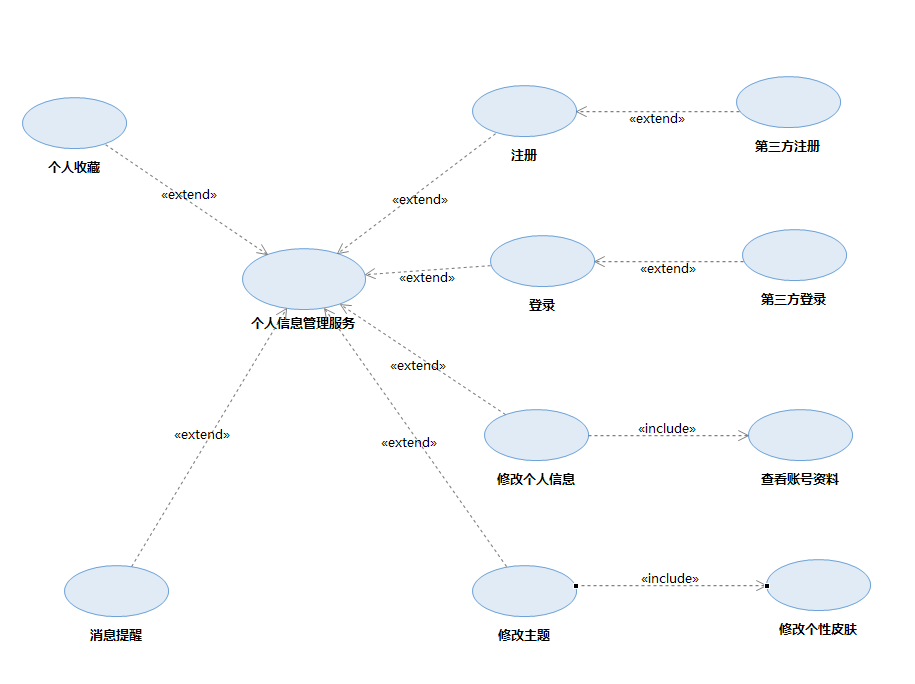 «extend»
第三方注册
注册
个人收藏
«extend»
«extend»
«extend»
«extend»
第三方登录
登录
个人信息管理服务
«extend»
«include»
«extend»
«extend»
修改个人信息
查看账号资料
«include»
消息提醒
修改主题
修改个性皮肤